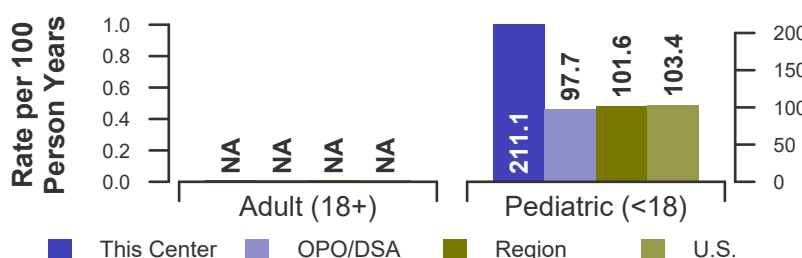 Rate per 100
Person Years
1.0
0.8
0.6
0.4
0.2
0.0
NA NA NA NA
Adult (18+)
211.1 97.7 101.6 103.4
Pediatric (<18)
200
150
100
50
0
This Center OPO/DSA Region U.S.